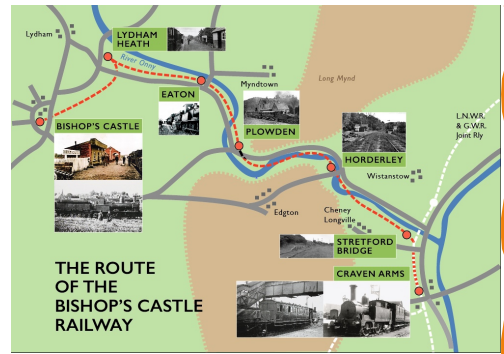 Lydham
LYDHAM
HEATH
River Onny
Myndtown
Long Mynd
EATON
BISHOP'S CASTLE
PLOWDEN
HORDERLEY
L.N.W.R.
& G.W.R.
Joint Rly
Wistanstow
Edgton
Cheney
Longville
STRETFORD
BRIDGE
CRAVEN ARMS
THE ROUTE
OF THE
BISHOP'S CASTLE
RAILWAY